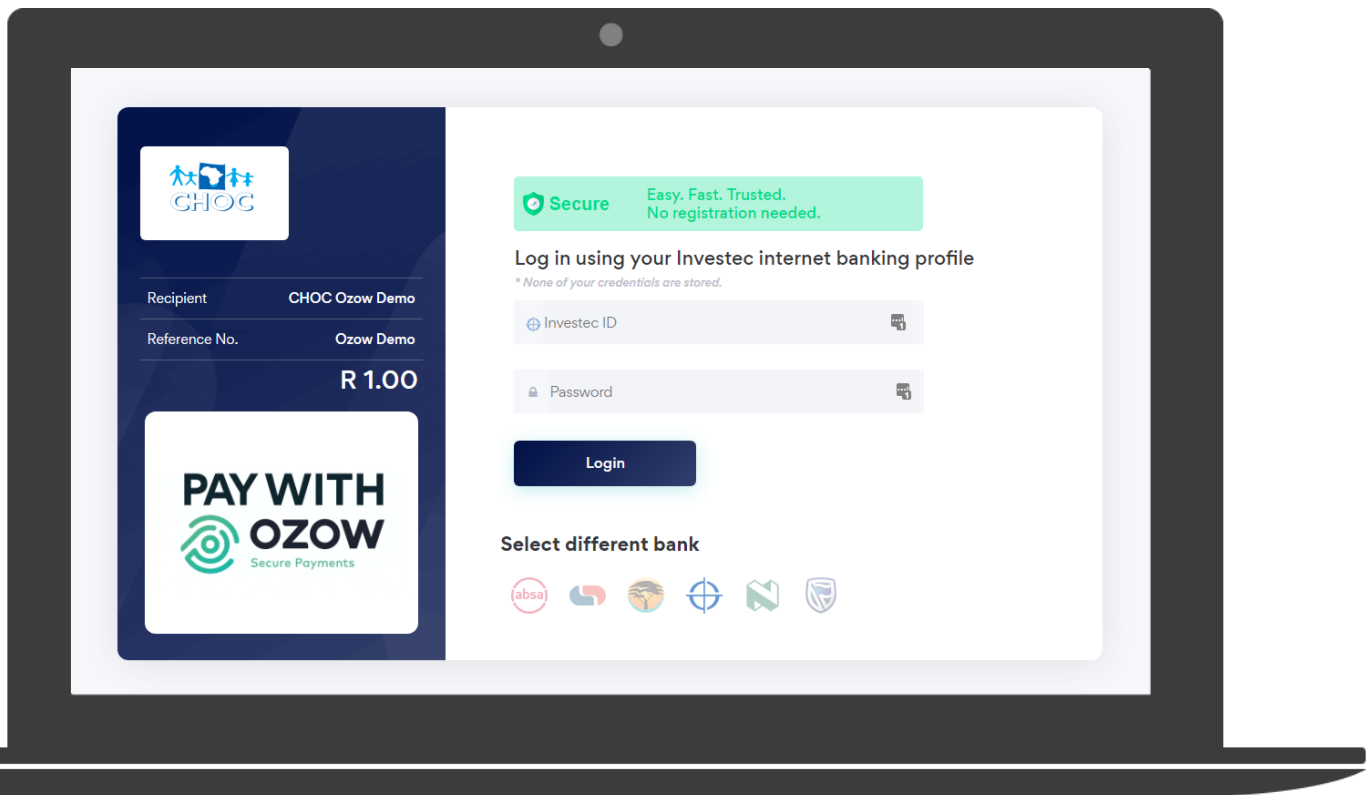 CHOC
Recipient CHOC Ozow Demo
Reference No. Ozow Demo
R 1.00
PAY WITH
OZOW
Secure Payments
Secure
Easy. Fast. Trusted.
No registration needed.
Log in using your Investec internet banking profile
* None of your credentials are stored.
Investec ID
1
Password
1
Login
Select different bank
absa